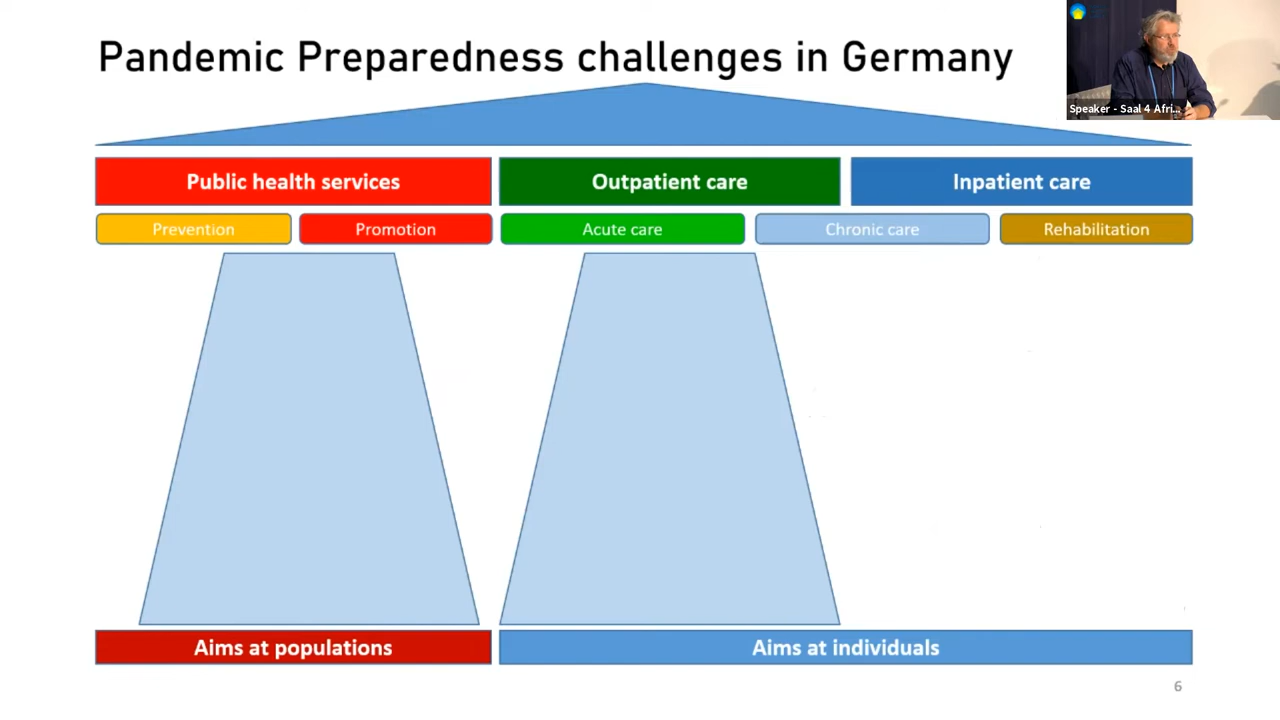 Pandemic Preparedness challenges in Germany
Speaker - Saal 4 Afri...
Public health services
Outpatient care
Inpatient care
Prevention
Promotion
Acute care
Chronic care
Rehabilitation
Aims at populations
Aims at individuals
6